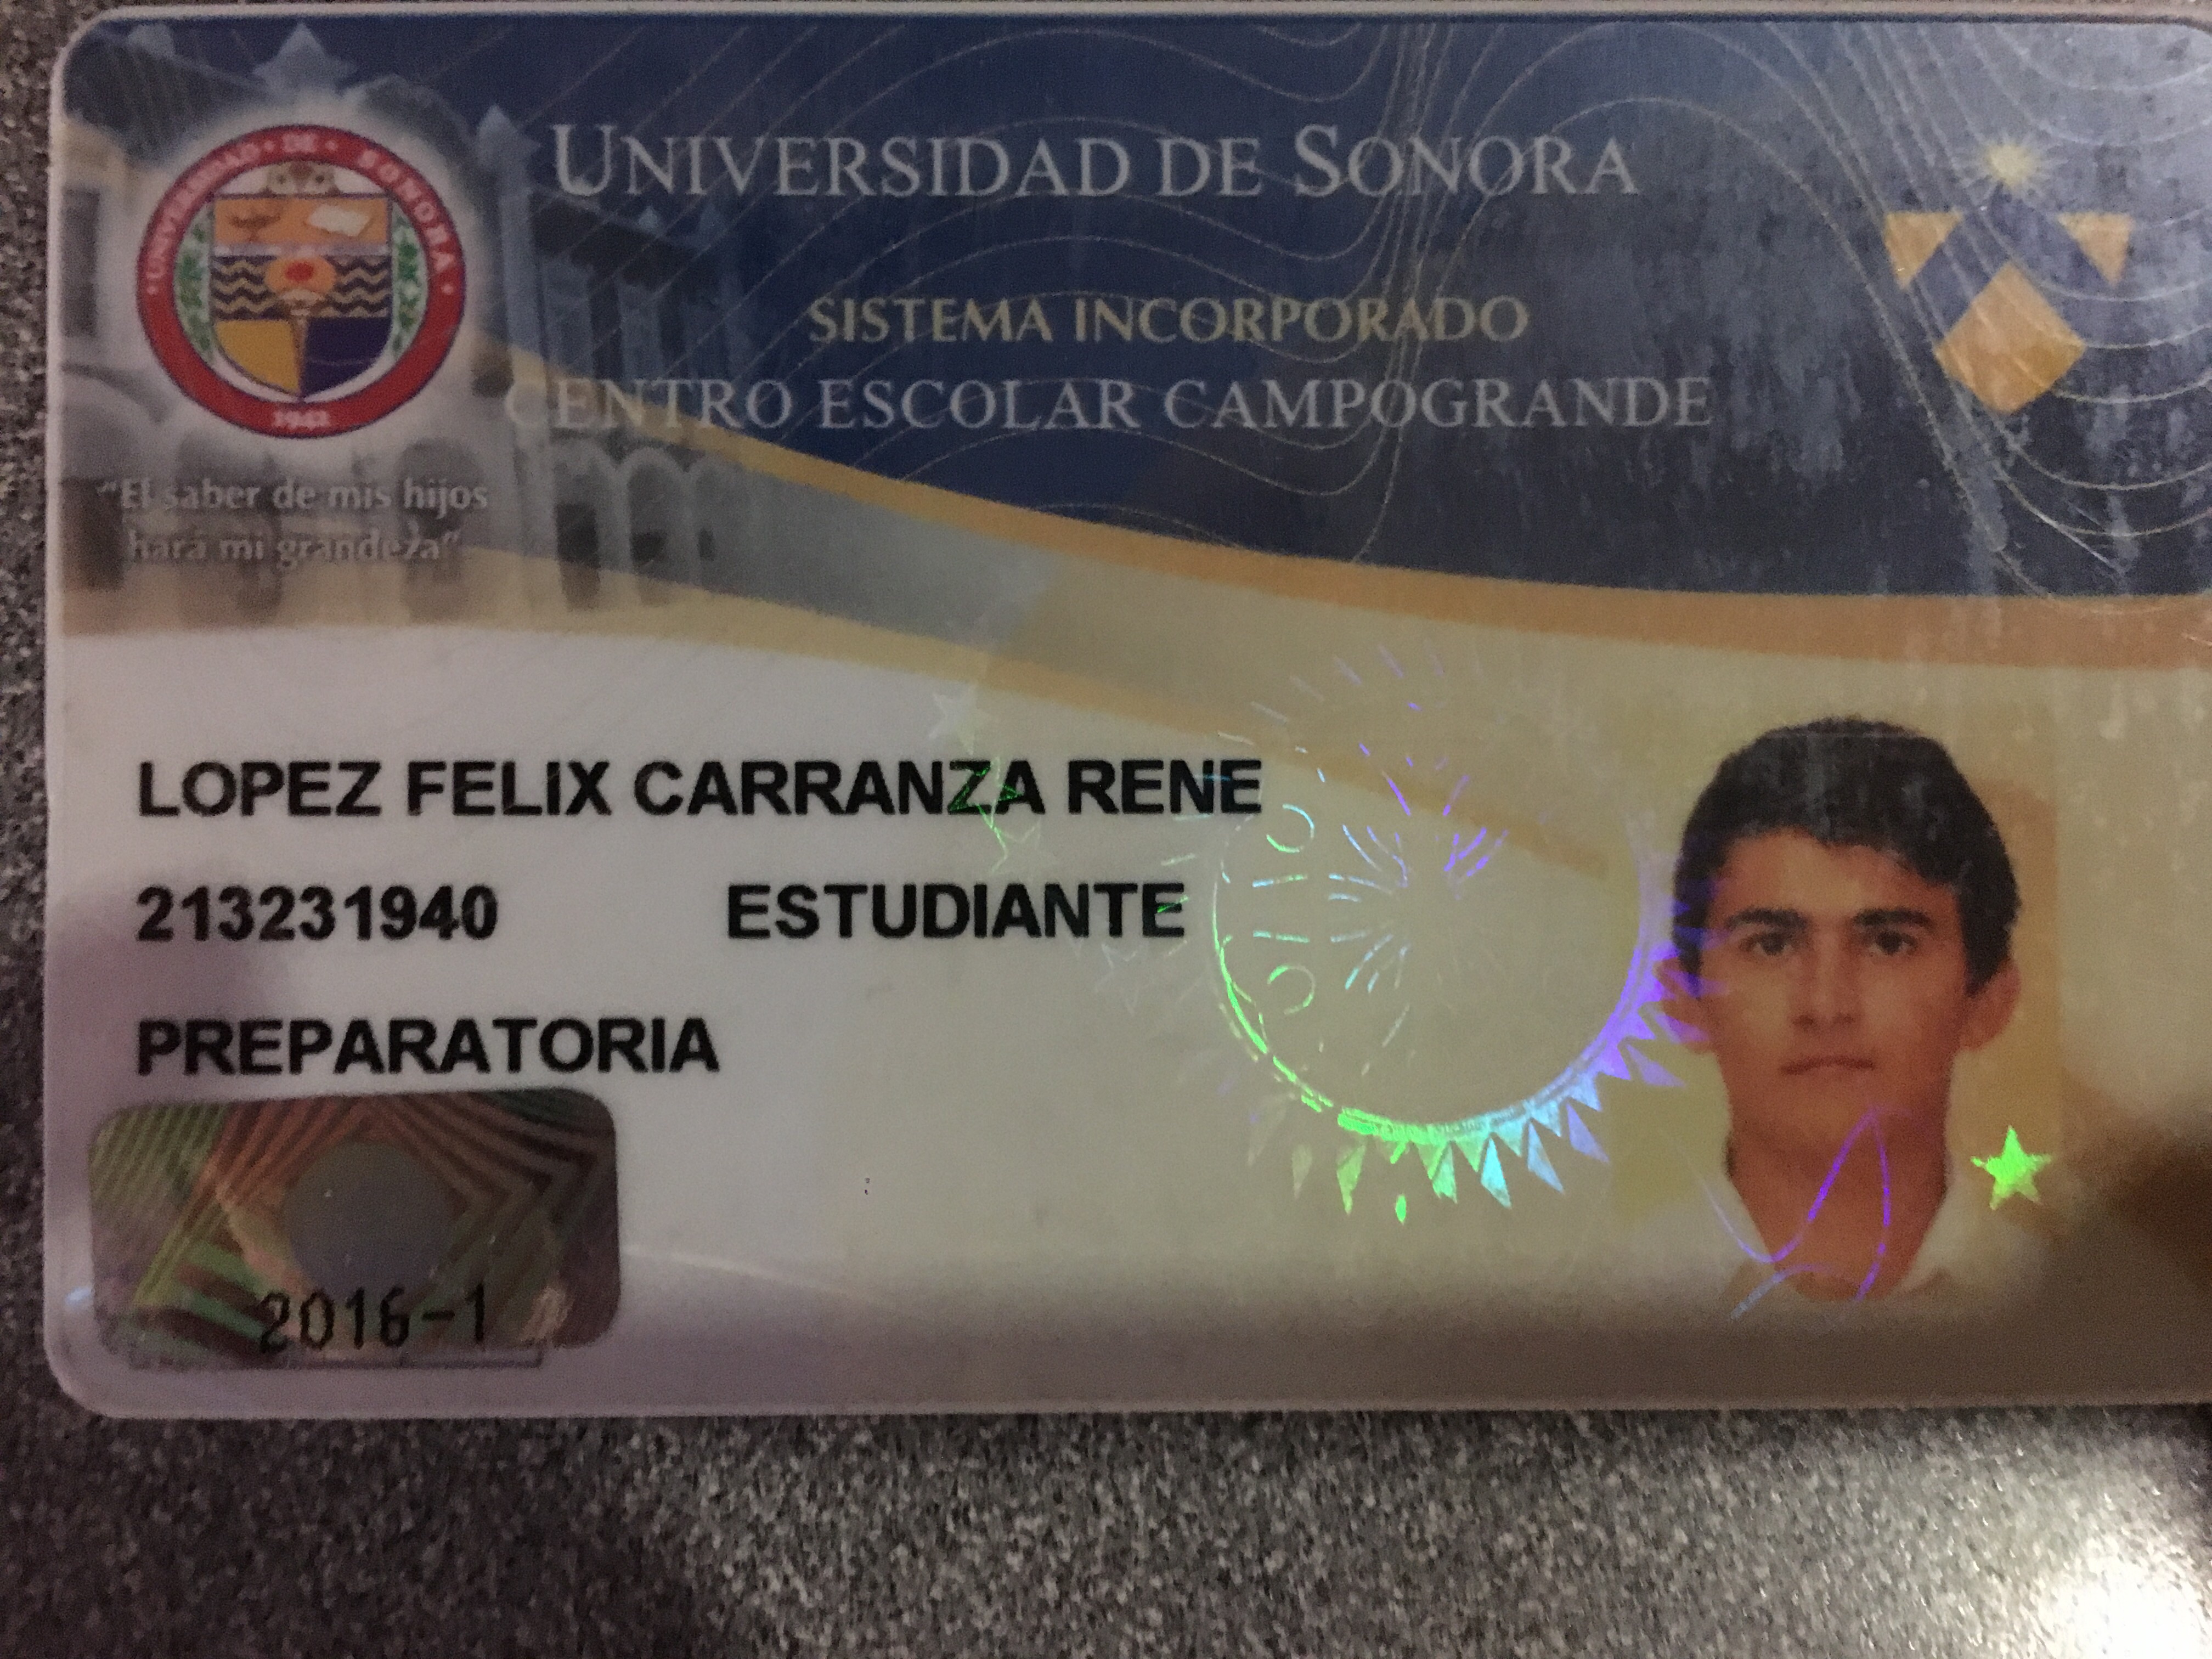 UNIVERSIDAD DE SONORA
SISTEMA INCORPORADO
CENTRO ESCOLAR CAMPOGRANDE
· UNIVERSIDAD · DE · SONORA ·
1942
"El saber de mis hijos
hará mi grandeza"
LOPEZ FELIX CARRANZA RENE
213231940 ESTUDIANTE
PREPARATORIA
2016-1